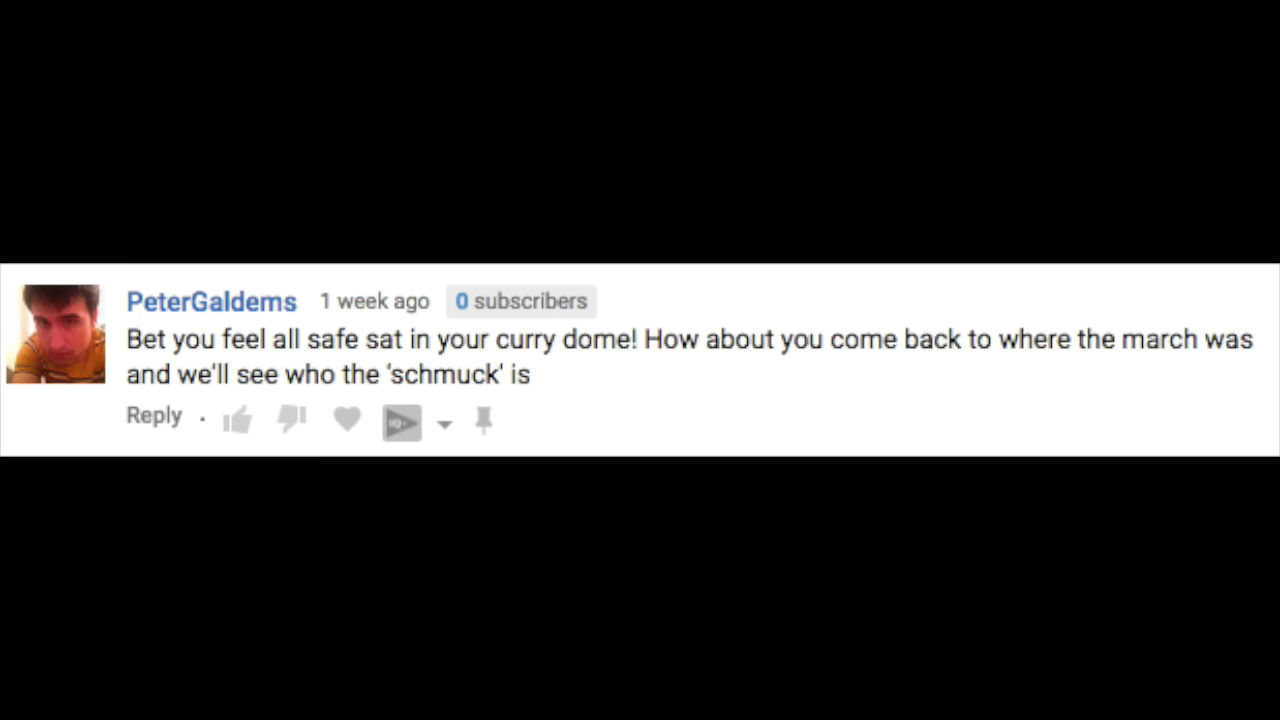 PeterGaldems 1 week ago 0 subscribers
Bet you feel all safe sat in your curry dome! How about you come back to where the march was
and we'll see who the 'schmuck' is
Reply .